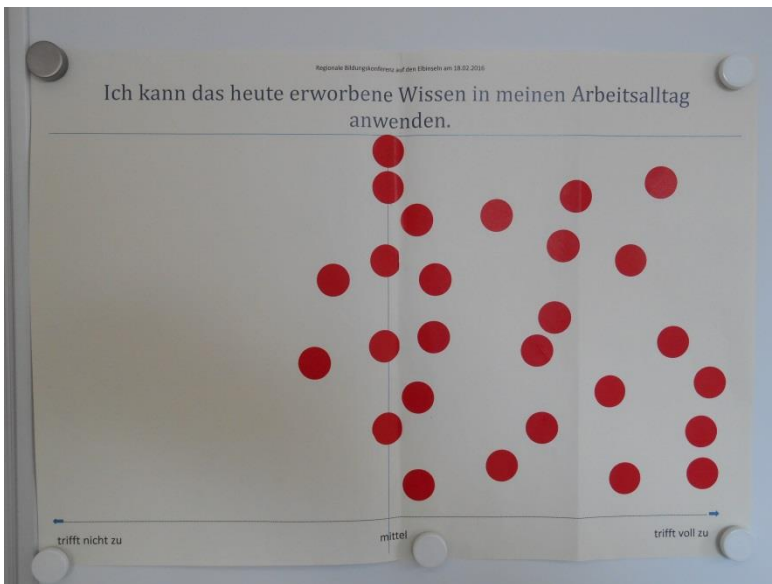 Regionale Bildungskonferenz auf den Elbinseln am 18.02.2016
Ich kann das heute erworbene Wissen in meinen Arbeitsalltag
anwenden.
trifft nicht zu
mittel
trifft voll zu